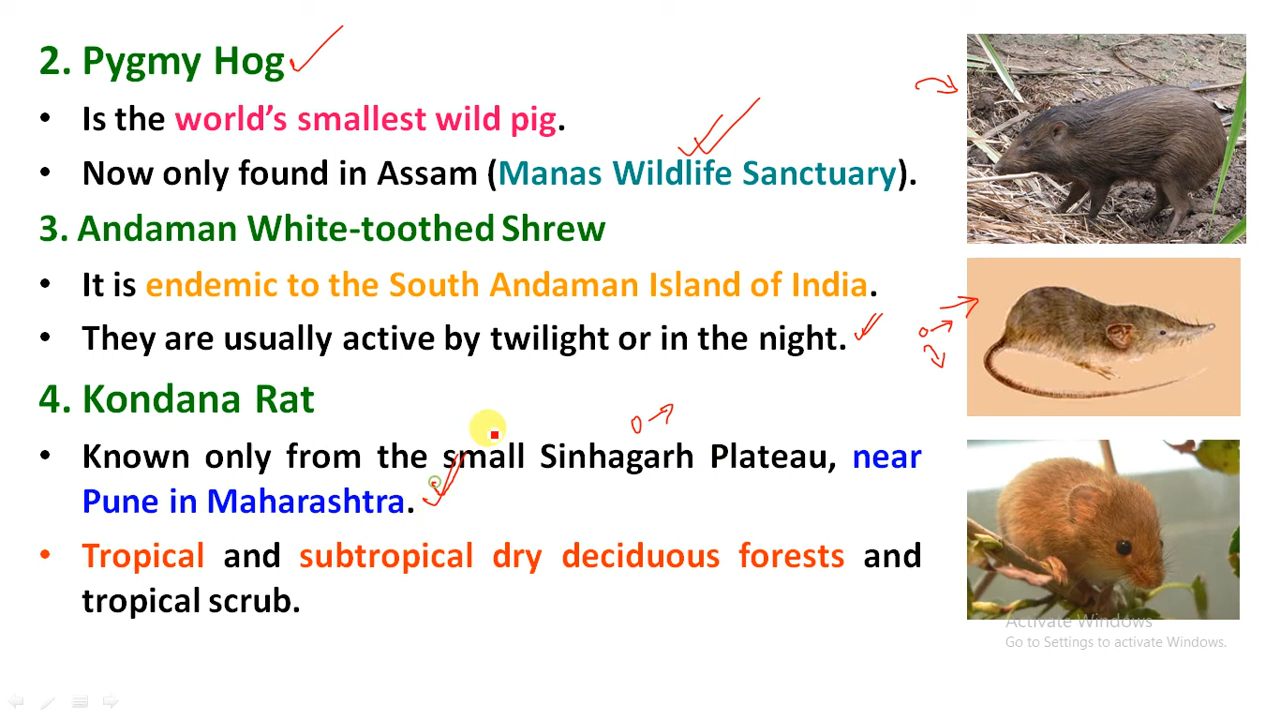 2. Pygmy Hog
• Is the world's smallest wild pig.
• Now only found in Assam (Manas Wildlife Sanctuary).
3. Andaman White-toothed Shrew
• It is endemic to the South Andaman Island of India.
• They are usually active by twilight or in the night.
4. Kondana Rat
• Known only from the small Sinhagarh Plateau, near
Pune in Maharashtra.
• Tropical and subtropical dry deciduous forests and
tropical scrub.
Activate Windows
Go to Settings to activate Windows.